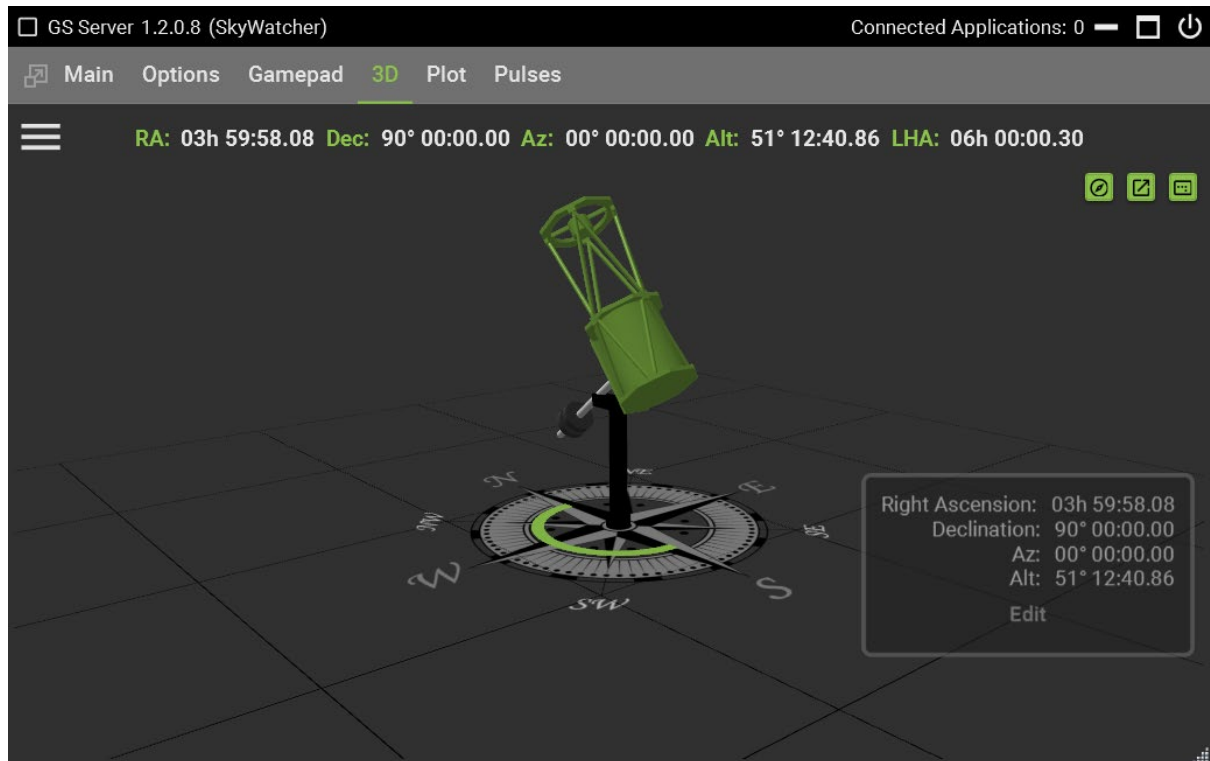 GS Server 1.2.0.8 (SkyWatcher) Connected Applications: 0
Main Options Gamepad 3D Plot Pulses
RA: 03h 59:58.08 Dec: 90° 00:00.00 Az: 00° 00:00.00 Alt: 51° 12:40.86 LHA: 06h 00:00.30
N NE E
NW SE
W S
SW
Right Ascension: 03h 59:58.08
Declination: 90° 00:00.00
Az: 00° 00:00.00
Alt: 51° 12:40.86
Edit